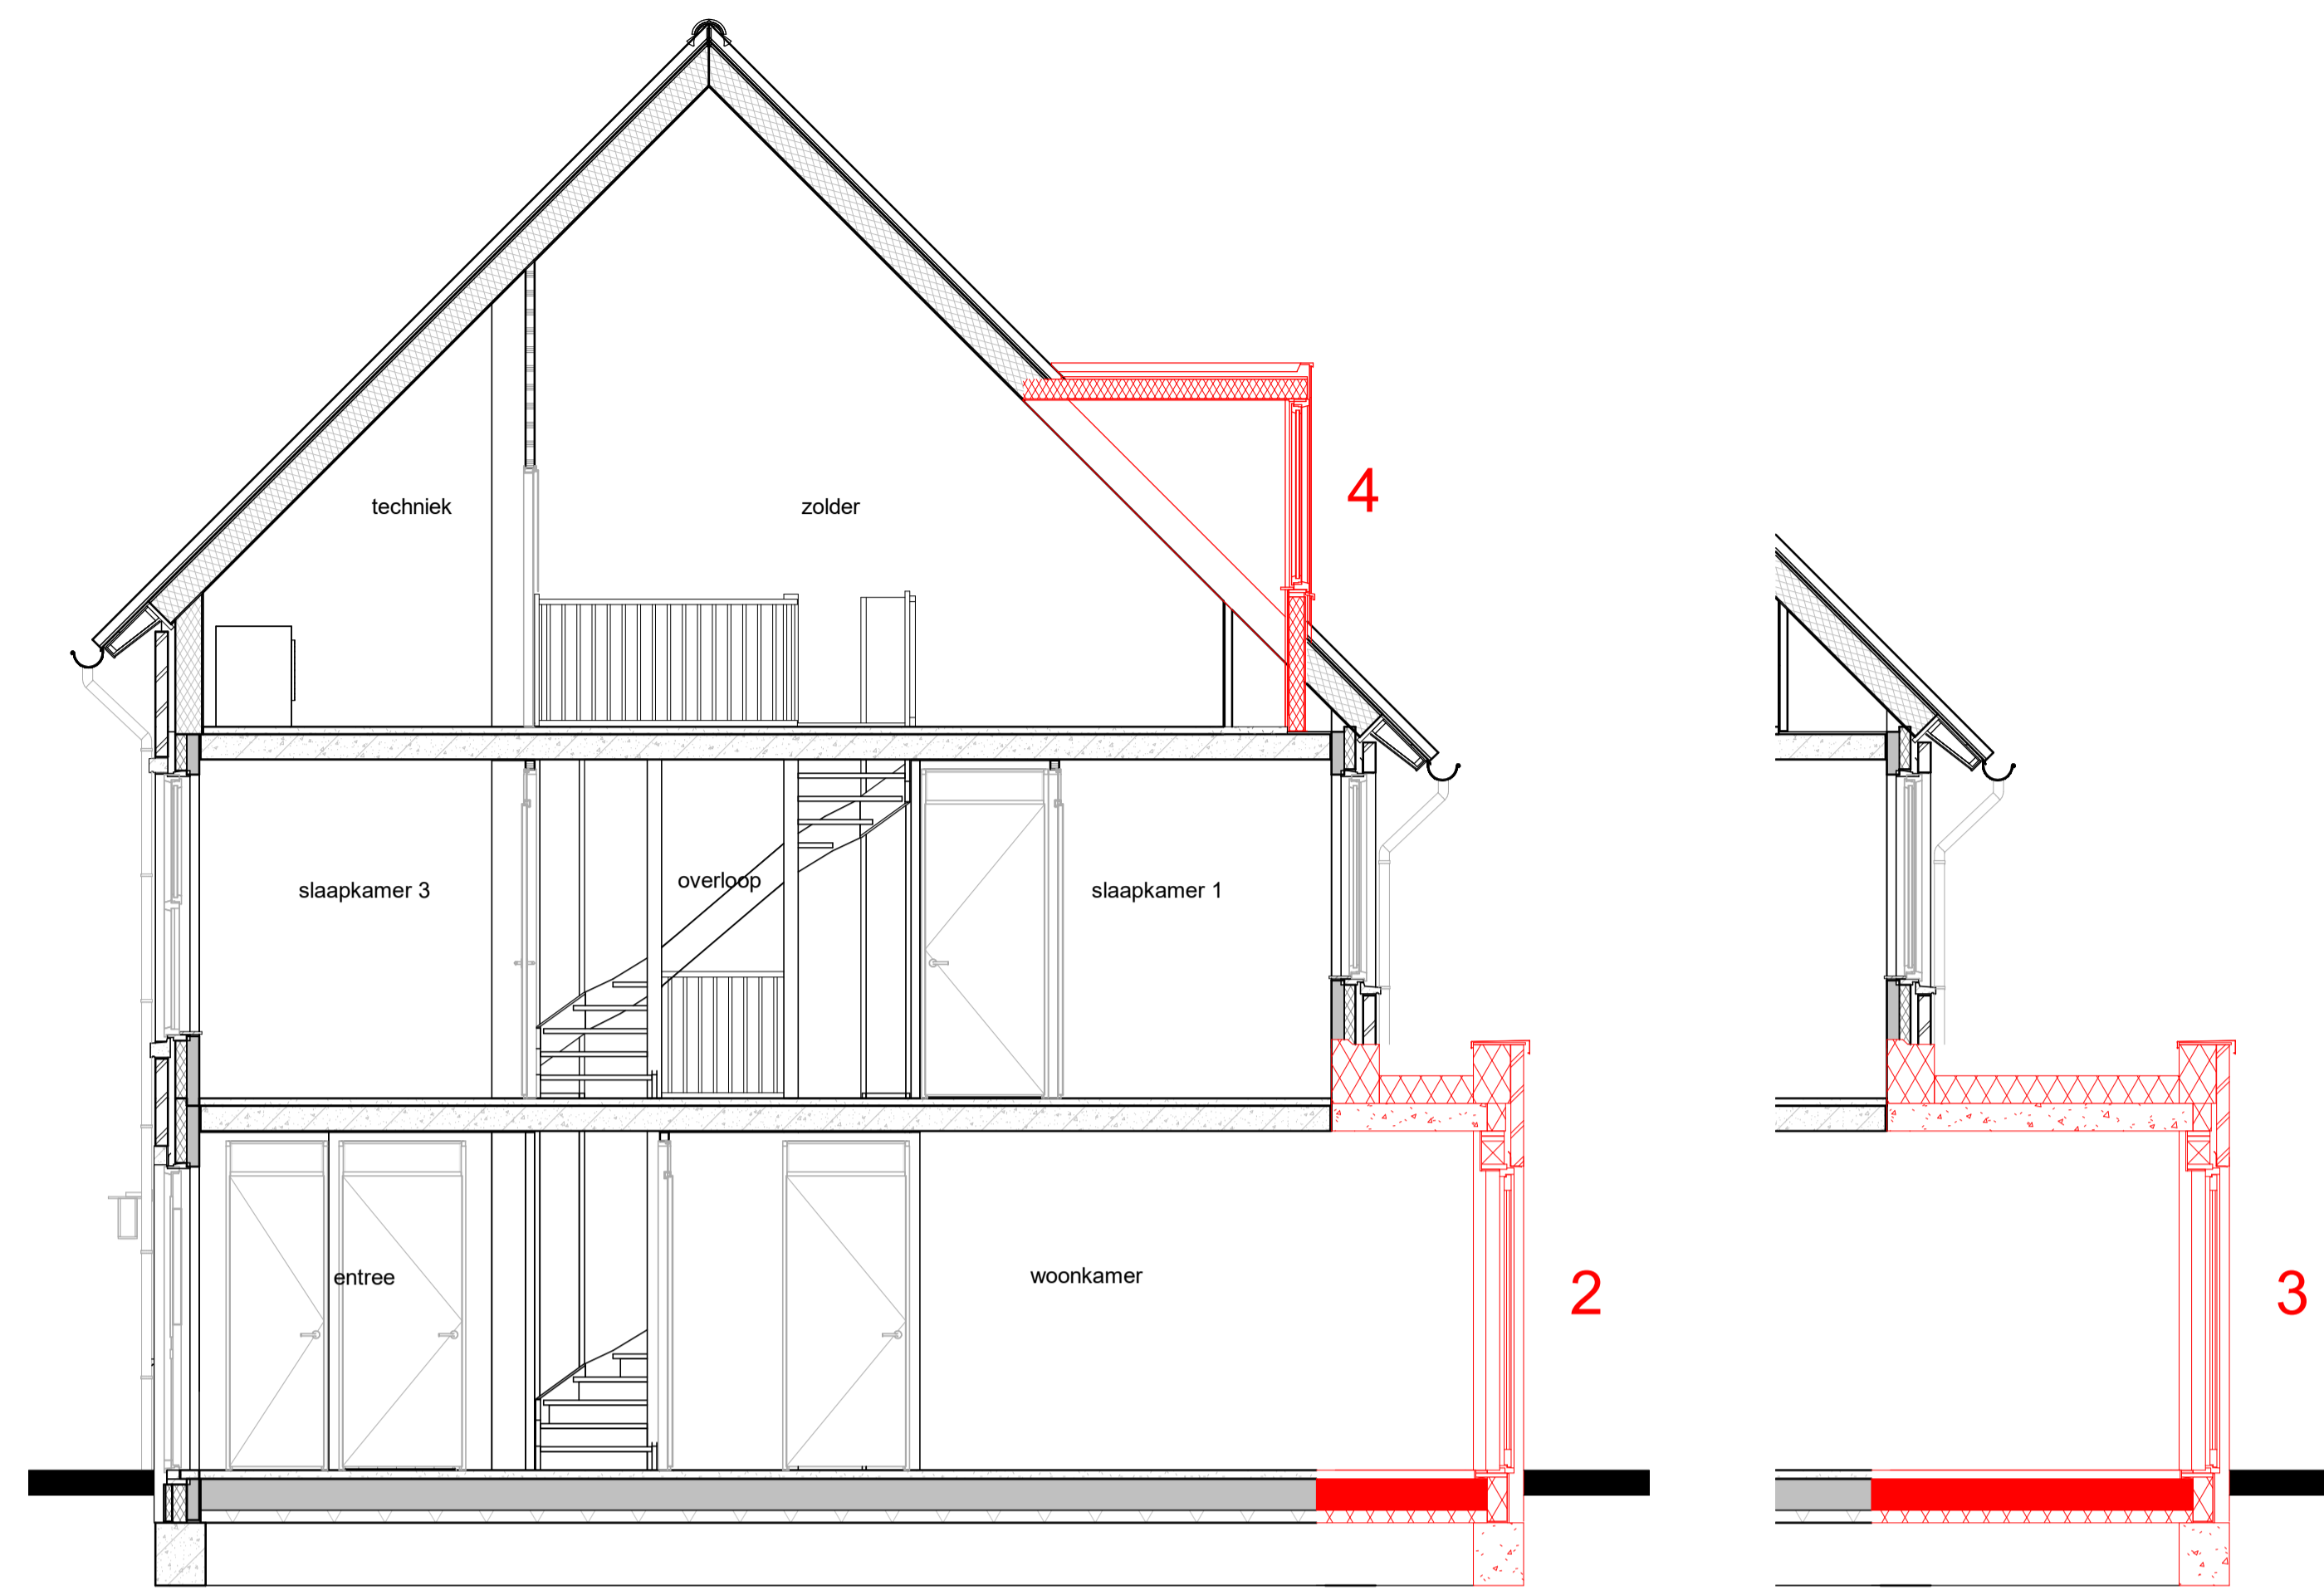 4
techniek
zolder
slaapkamer 3
overloop
slaapkamer 1
entree
woonkamer
2
3